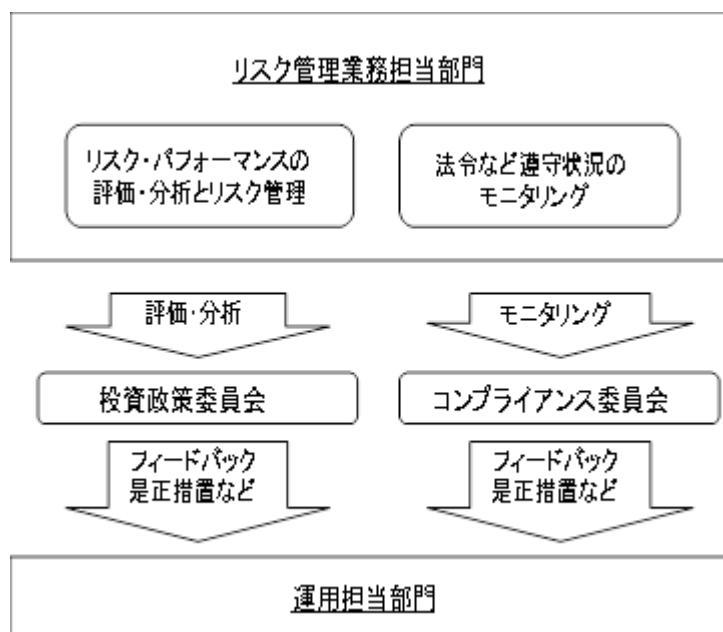 リスク管理業務担当部門
リスク・パフォーマンスの
評価・分析とリスク管理
法令など遵守状況の
モニタリング
評価・分析
モニタリング
投資政策委員会
コンプライアンス委員会
フィードバック
是正措置など
フィードバック
是正措置など
運用担当部門